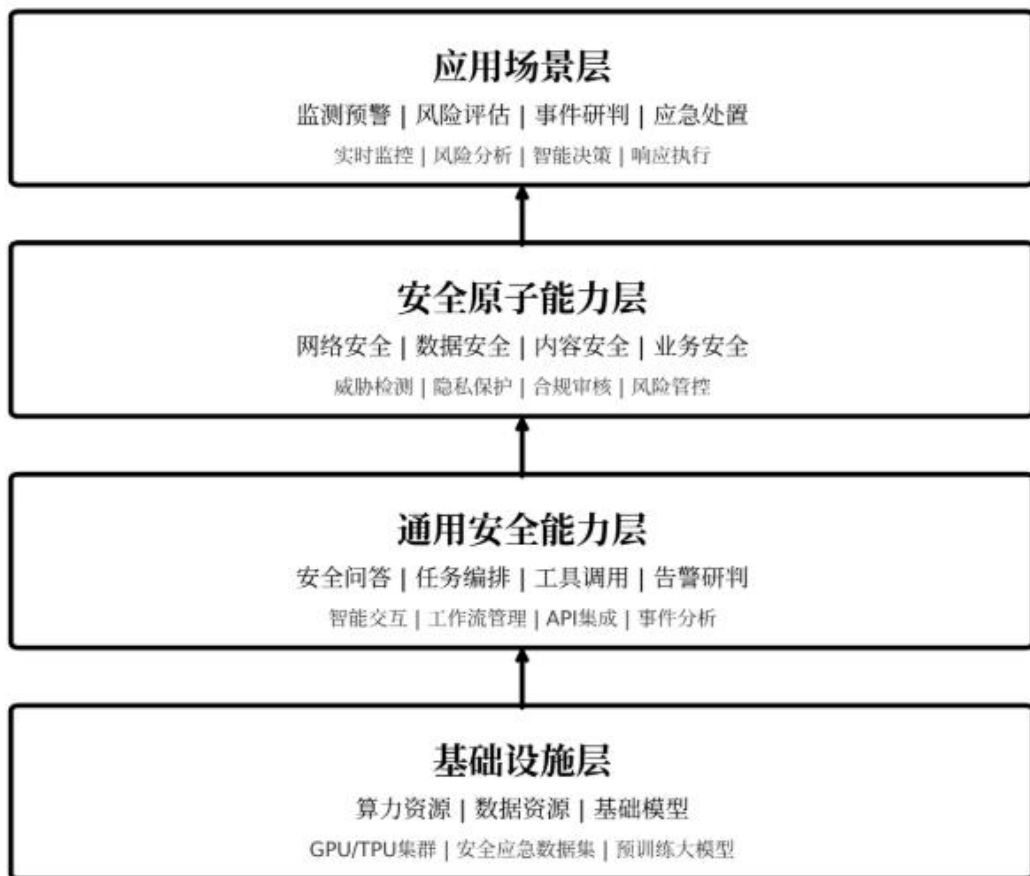 应用场景层
监测预警 | 风险评估 | 事件研判 | 应急处置
实时监控 | 风险分析 | 智能决策 | 响应执行
安全原子能力层
网络安全 | 数据安全 | 内容安全 | 业务安全
威胁检测 | 隐私保护 | 合规审核 | 风险管控
通用安全能力层
安全问答 | 任务编排 | 工具调用 | 告警研判
智能交互 | 工作流管理 | API集成 | 事件分析
基础设施层
算力资源 | 数据资源 | 基础模型
GPU/TPU集群 | 安全应急数据集 | 预训练大模型